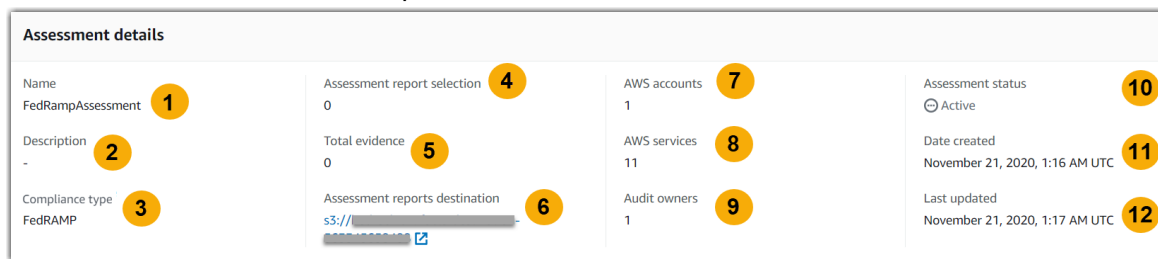 Assessment details
Name
FedRampAssessment
1
Description
-
2
Compliance type
FedRAMP
3
Assessment report selection
0
4
Total evidence
0
5
Assessment reports destination
s3://
6
AWS accounts
1
7
AWS services
11
8
Audit owners
1
9
Assessment status
Active
10
Date created
November 21, 2020, 1:16 AM UTC
11
Last updated
November 21, 2020, 1:17 AM UTC
12